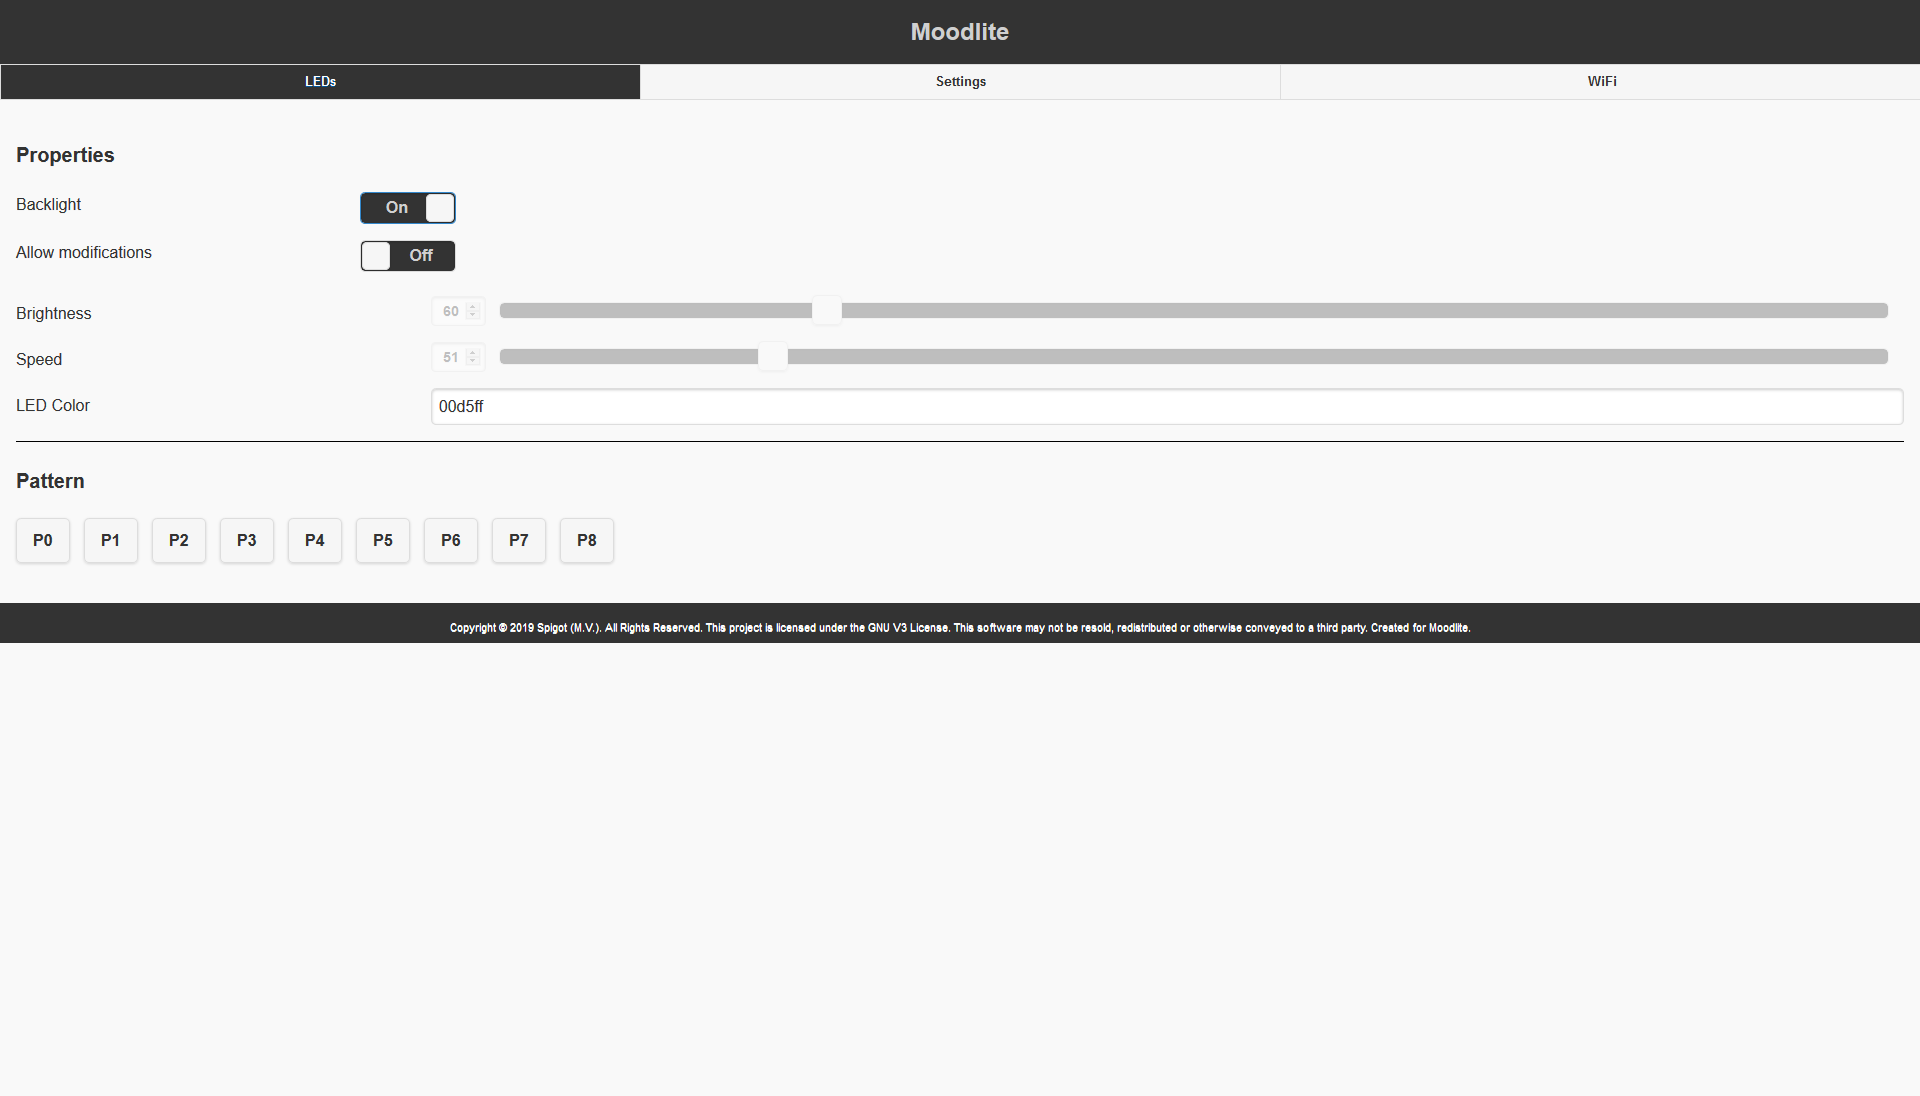 Moodlite
LEDs Settings WiFi
Properties
Backlight On
Allow modifications Off
Brightness 60
Speed 51
LED Color 00d5ff
Pattern
P0 P1 P2 P3 P4 P5 P6 P7 P8
Copyright © 2019 Spigot (M.V.). All Rights Reserved. This project is licensed under the GNU V3 License. This software may not be resold, redistributed or otherwise conveyed to a third party. Created for Moodlite.